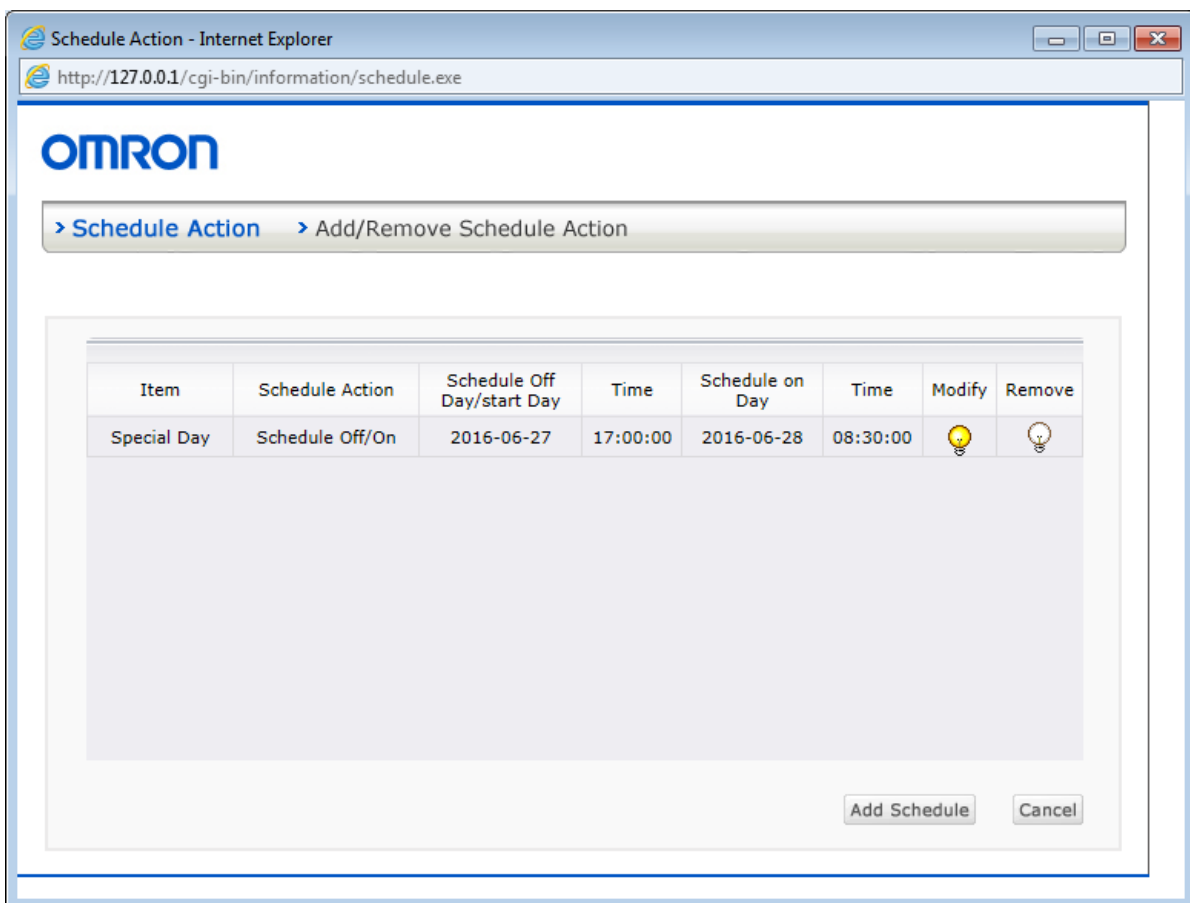 Schedule Action - Internet Explorer
http://127.0.0.1/cgi-bin/information/schedule.exe
OMRON
> Schedule Action > Add/Remove Schedule Action
Item Schedule Action Schedule Off Day/start Day Time Schedule on Day Time Modify Remove
Special Day Schedule Off/On 2016-06-27 17:00:00 2016-06-28 08:30:00
Add Schedule Cancel